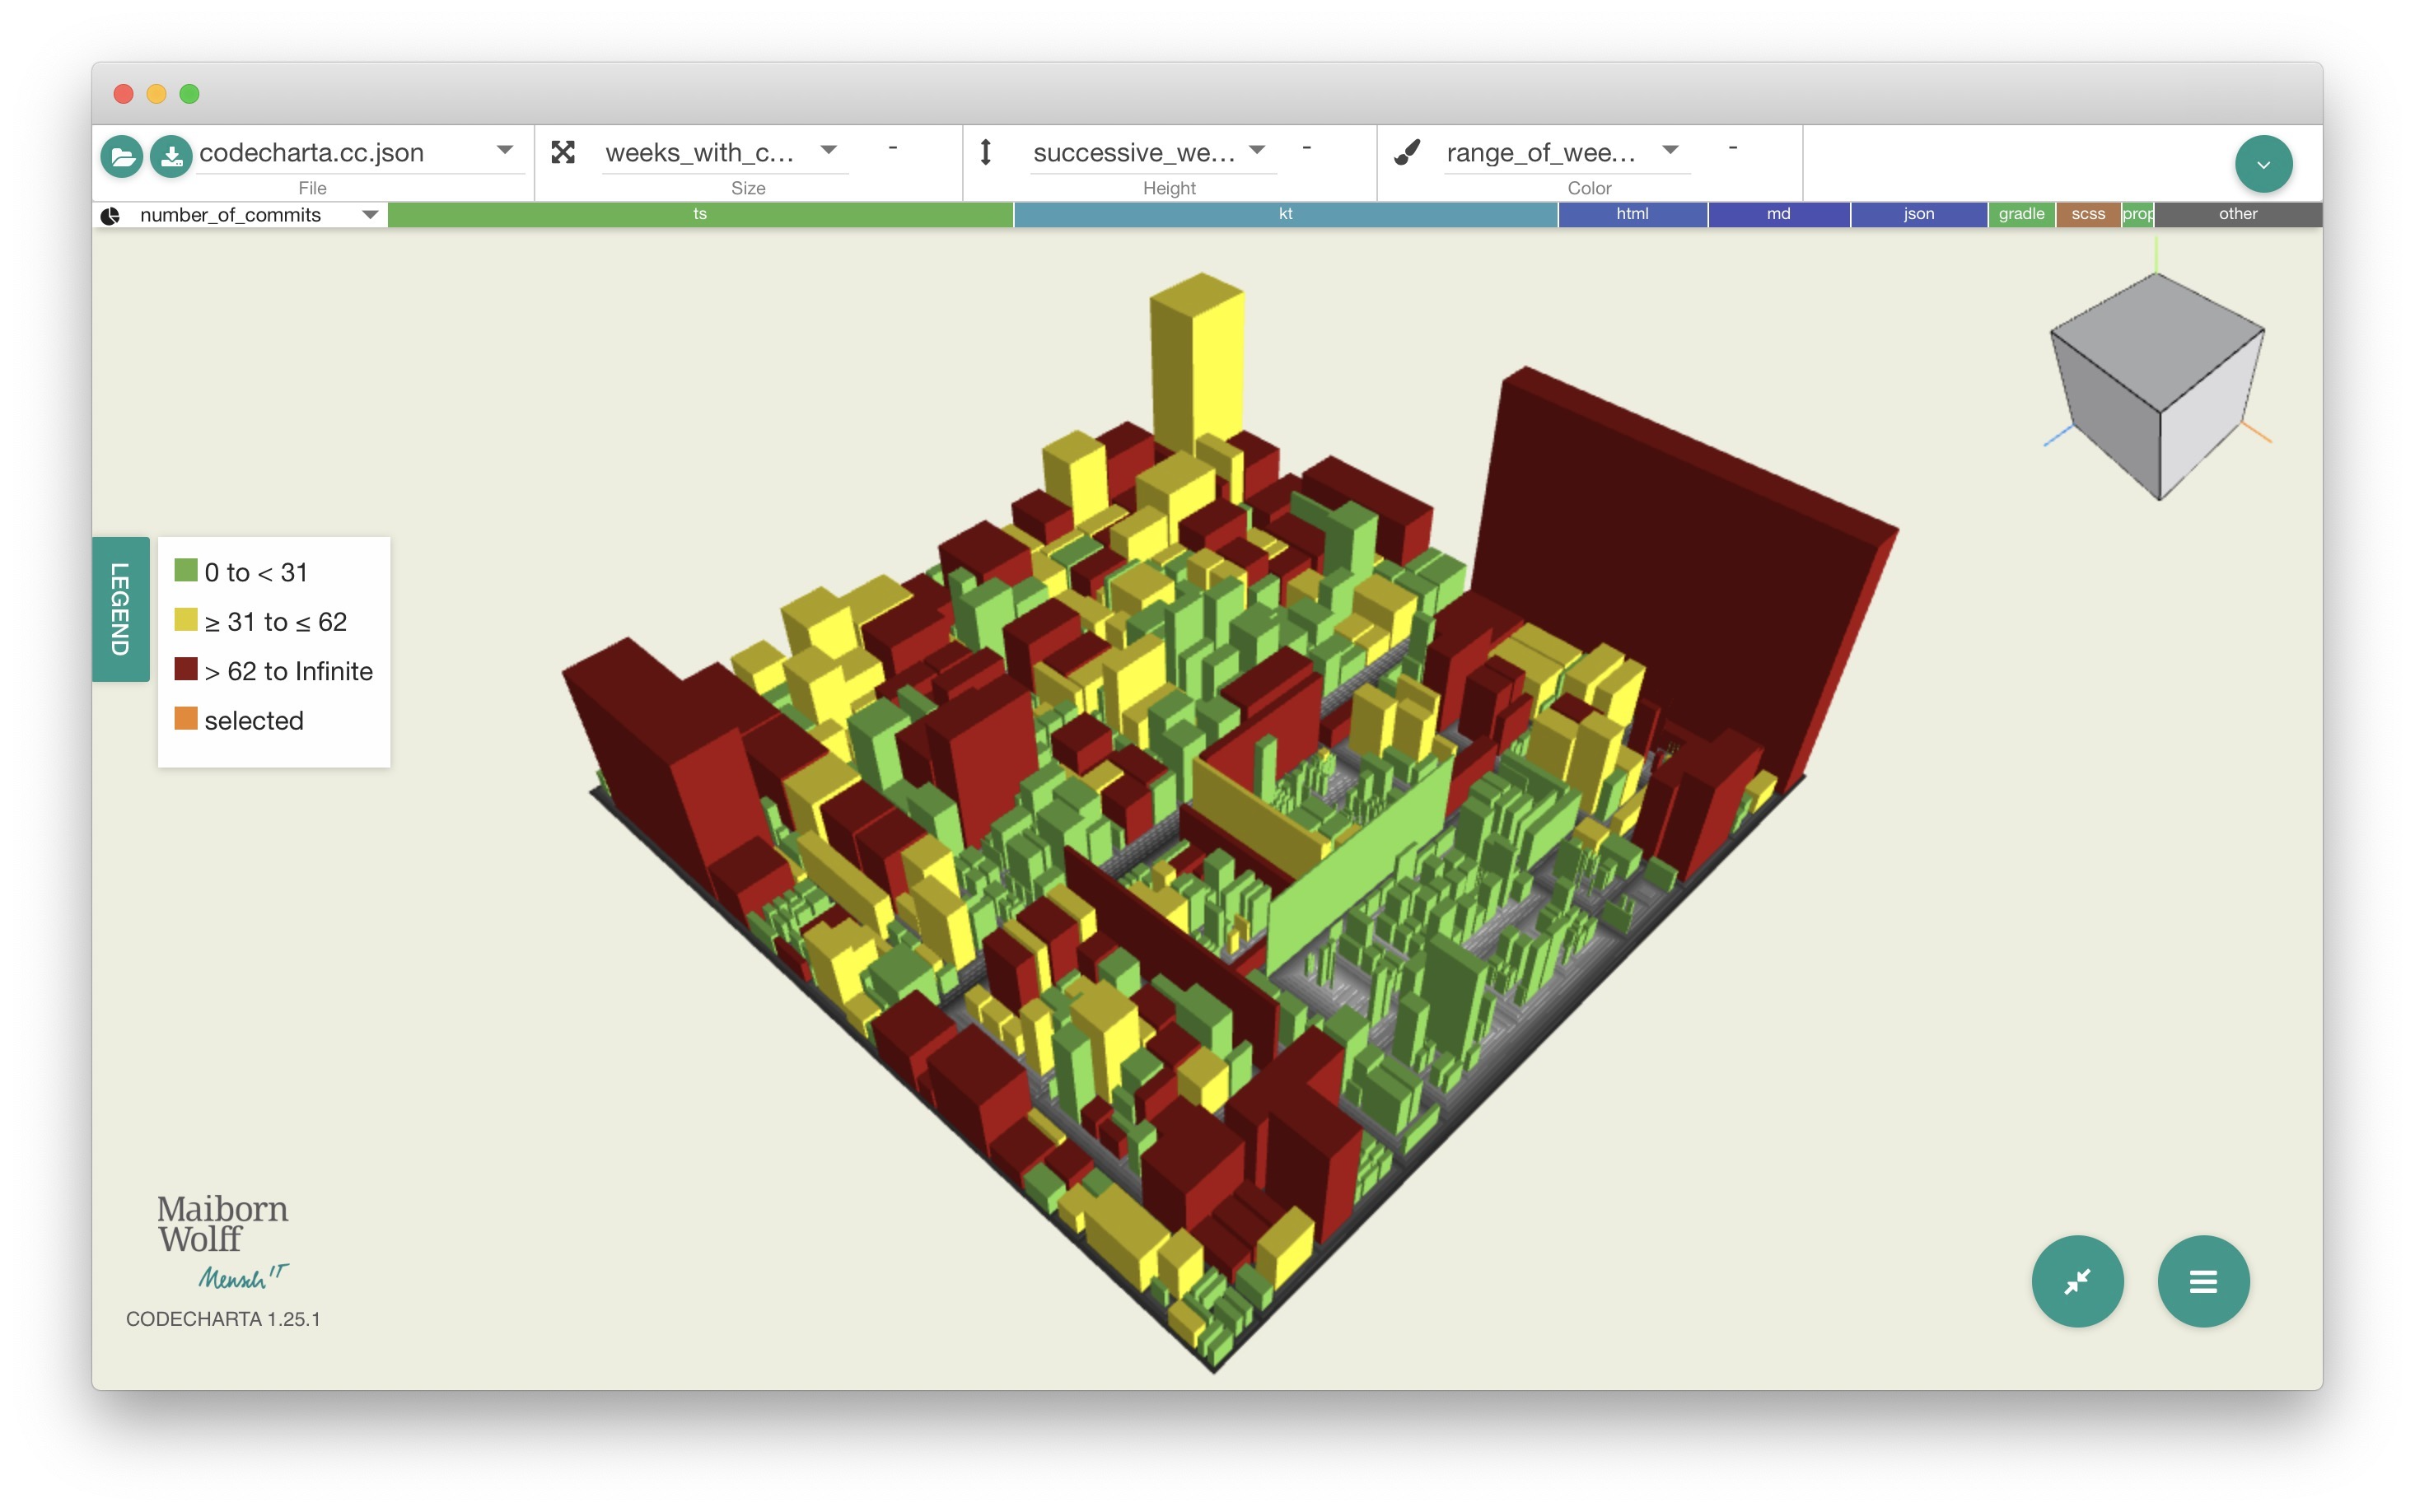 codecharta.cc.json
File
weeks_with_c...
-
Size
successive_we...
-
Height
range_of_wee...
-
Color
number_of_commits
ts
kt
html
md
json
gradle
scss
prop
other
LEGEND
0 to < 31
≥ 31 to ≤ 62
> 62 to Infinite
selected
Maiborn
Wolff
Mensch IT
CODECHARTA 1.25.1